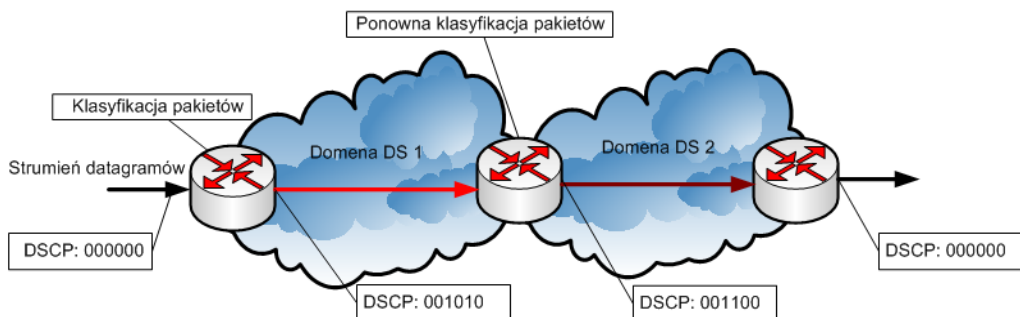 Ponowna klasyfikacja pakietów
Klasyfikacja pakietów
Domena DS 1
Domena DS 2
Strumień datagramów
DSCP: 000000
DSCP: 000000
DSCP: 001010
DSCP: 001100